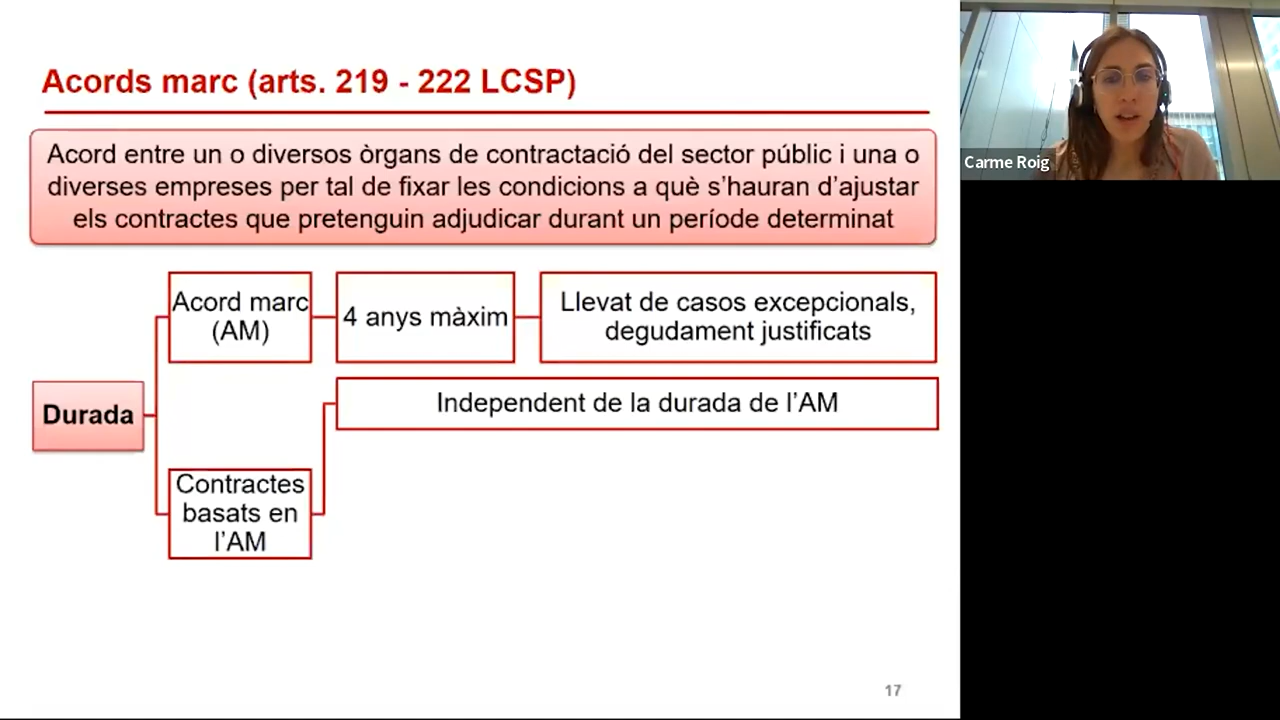 Acords marc (arts. 219 - 222 LCSP)
Acord entre un o diversos òrgans de contractació del sector públic i una o
diverses empreses per tal de fixar les condicions a què s’hauran d’ajustar
els contractes que pretenguin adjudicar durant un període determinat
Acord marc
(AM)
4 anys màxim
Llevat de casos excepcionals,
degudament justificats
Durada
Independent de la durada de l’AM
Contractes
basats en
l’AM
17
Carme Roig